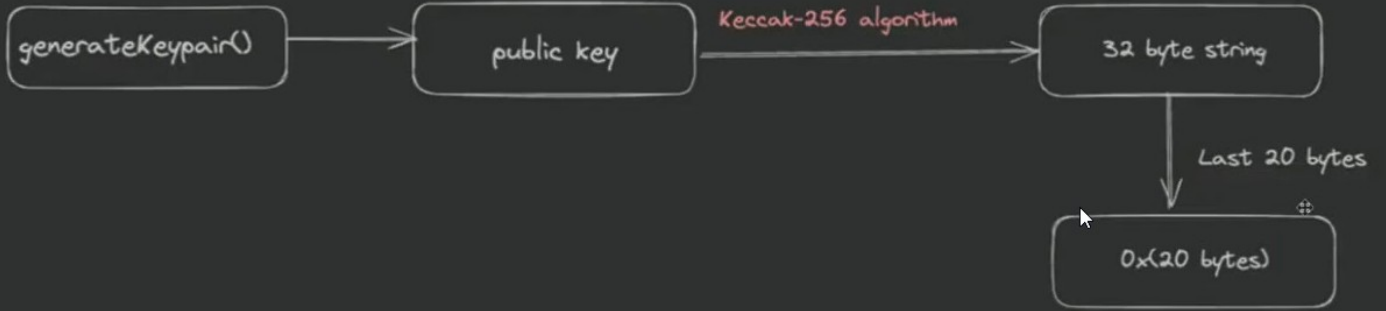 generateKeypair()
public key
Keccak-256 algorithm
32 byte string
Last 20 bytes
0x(20 bytes)